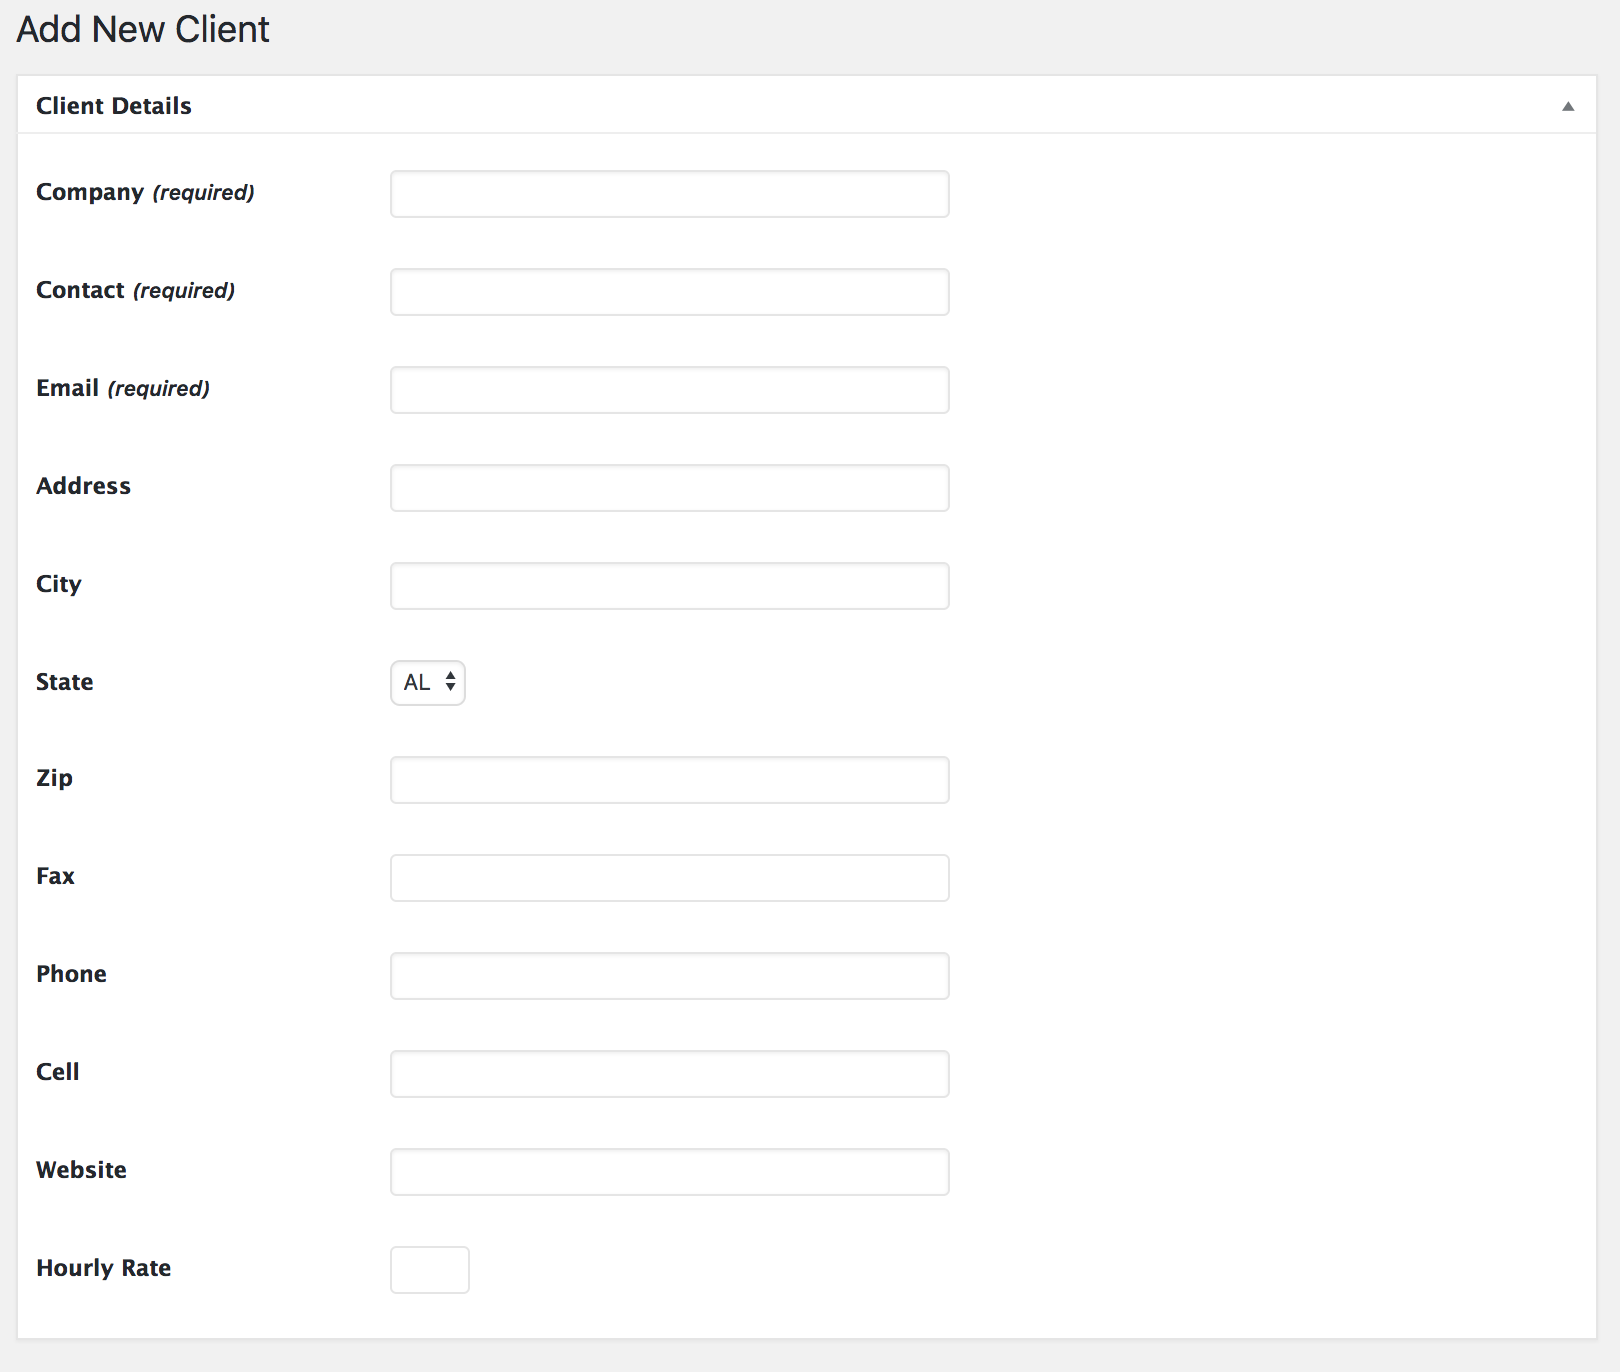 Add New Client
Client Details
Company (required)
Contact (required)
Email (required)
Address
City
State AL
Zip
Fax
Phone
Cell
Website
Hourly Rate